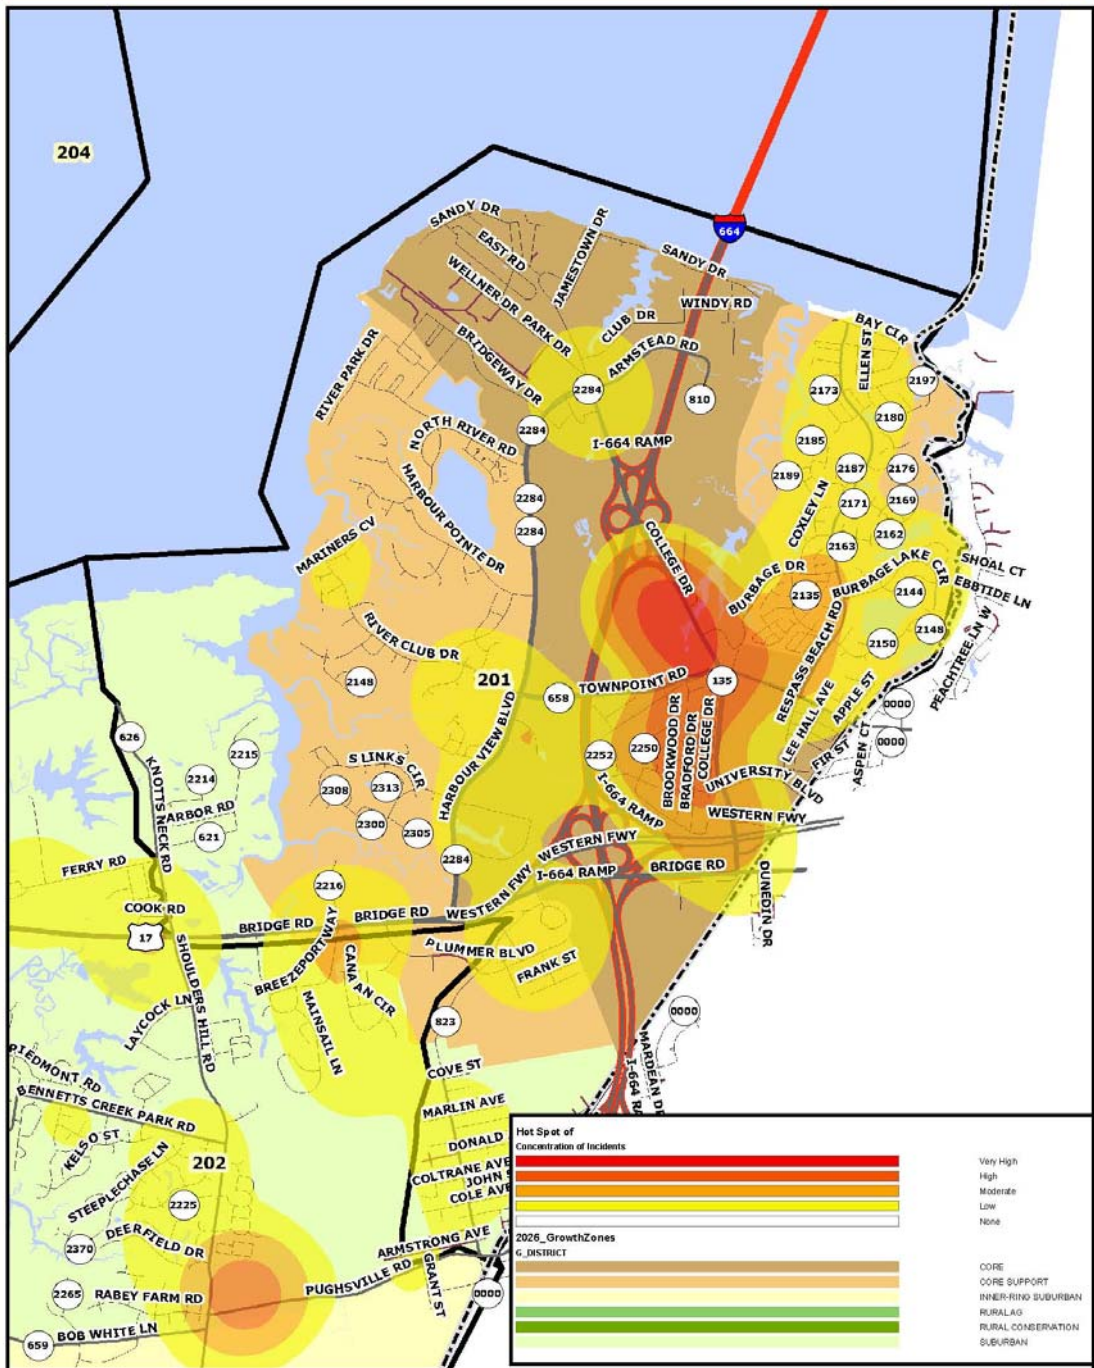 204
664
SANDY DR
EAST RD
JAMESTOWN DR
SANDY DR
WELLNER DR
PARK DR
CLUB DR
WINDY RD
ARMSTEAD RD
BRIDGEWAY DR
RIVER PARK DR
BAY CIR
ELLEN ST
2284
810
2173
2197
2180
NORTH RIVER RD
2284
I-664 RAMP
2185
2189
2187
2176
HARBOUR POINTE DR
2284
2284
COXLEY LN
2171
2169
MARINERS CV
COLLEGE DR
2163
2162
SHOAL CT
BURBAGE DR
BURBAGE LAKE CIR
EBBTIDE LN
2135
2144
RIVER CLUB DR
RESPASS BEACH RD
2148
2150
PEACHTREE LN W
201
2148
658
TOWNPOINT RD
135
LEE HALL AVE
APPLE ST
0000
626
2215
HARBOUR VIEW BLVD
2252
2250
BROOKWOOD DR
BRADFORD DR
COLLEGE DR
FIR ST
ASPEN CT
0000
2214
S LINKS CIR
2308
2313
UNIVERSITY BLVD
KNOTTS NECK RD
ARBOR RD
621
2300
2305
I-664 RAMP
WESTERN FWY
WESTERN FWY
FERRY RD
2284
I-664 RAMP
BRIDGE RD
2216
COOK RD
BRIDGE RD
BRIDGE RD
WESTERN FWY
DUNEDIN DR
17
BREEZEPORT WAY
PLUMMER BLVD
SHOULDERS HILL RD
CANAAN CIR
FRANK ST
LAYCOCK LN
MAINSAIL LN
823
0000
PIEDMONT RD
COVE ST
MARDEAN DR
I-664 RA
BENNETTS CREEK PARK RD
MARLIN AVE
KELSO ST
DONALD
202
STEEPLECHASE LN
COLTRANE AVE
JOHN S
COLE AVE
2225
2370
DEERFIELD DR
ARMSTRONG AVE
PUGHSVILLE RD
GRANT ST
2265
RABEY FARM RD
0000
BOB WHITE LN
659
Hot Spot of
Concentration of Incidents
Very High
High
Moderate
Low
None
2026_GrowthZones
G_DISTRICT
CORE
CORE SUPPORT
INNER-RING SUBURBAN
RURAL AG
RURAL CONSERVATION
SUBURBAN